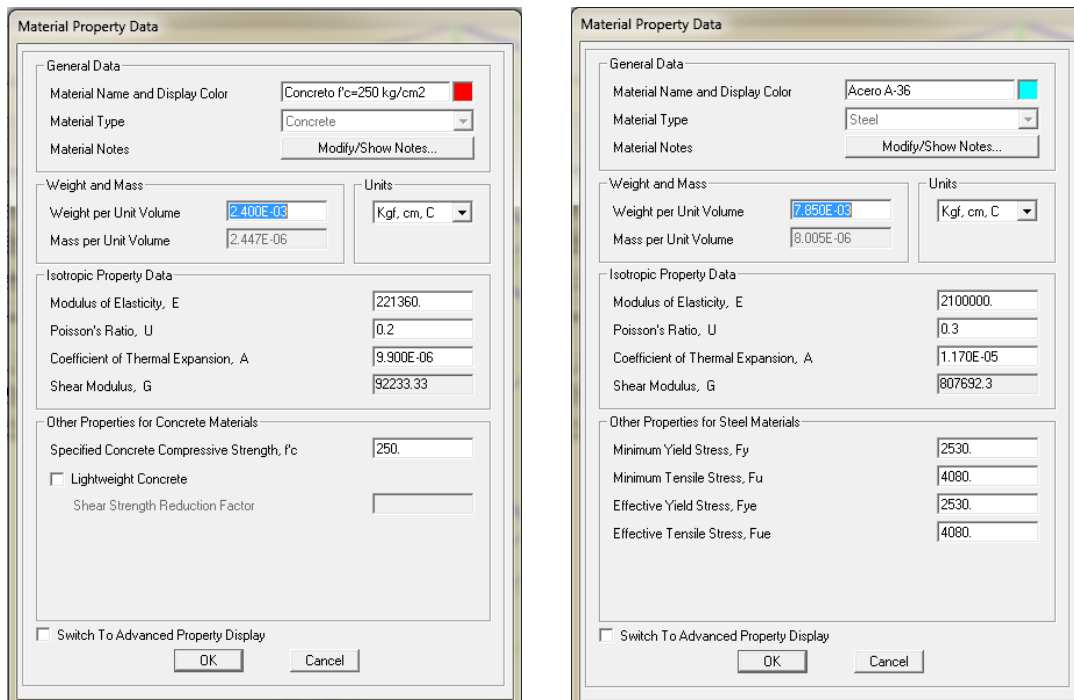 Material Property Data
General Data
Material Name and Display Color Concreto f'c=250 kg/cm2
Material Type Concrete
Material Notes Modify/Show Notes...
Weight and Mass
Weight per Unit Volume 2.400E-03
Mass per Unit Volume 2.447E-06
Units
Kgf, cm, C
Isotropic Property Data
Modulus of Elasticity, E 221360.
Poisson's Ratio, U 0.2
Coefficient of Thermal Expansion, A 9.900E-06
Shear Modulus, G 92233.33
Other Properties for Concrete Materials
Specified Concrete Compressive Strength, f'c 250.
Lightweight Concrete
Shear Strength Reduction Factor
Switch To Advanced Property Display
OK Cancel
Material Property Data
General Data
Material Name and Display Color Acero A-36
Material Type Steel
Material Notes Modify/Show Notes...
Weight and Mass
Weight per Unit Volume 7.850E-03
Mass per Unit Volume 8.005E-06
Units
Kgf, cm, C
Isotropic Property Data
Modulus of Elasticity, E 2100000.
Poisson's Ratio, U 0.3
Coefficient of Thermal Expansion, A 1.170E-05
Shear Modulus, G 807692.3
Other Properties for Steel Materials
Minimum Yield Stress, Fy 2530.
Minimum Tensile Stress, Fu 4080.
Effective Yield Stress, Fye 2530.
Effective Tensile Stress, Fue 4080.
Switch To Advanced Property Display
OK Cancel